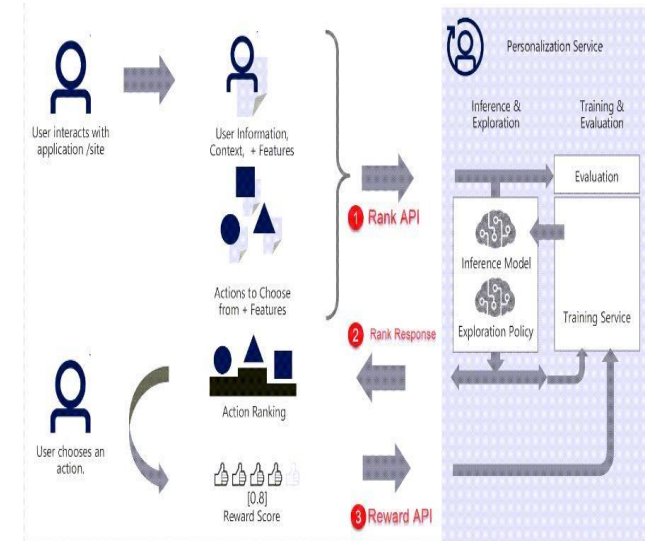 Personalization Service
Inference &
Exploration
Training &
Evaluation
User interacts with
application /site
User Information,
Context, + Features
Evaluation
1 Rank API
Inference Model
Actions to Choose
from + Features
Exploration Policy
Training Service
2 Rank Response
Action Ranking
User chooses an
action.
[0.8]
Reward Score
3 Reward API